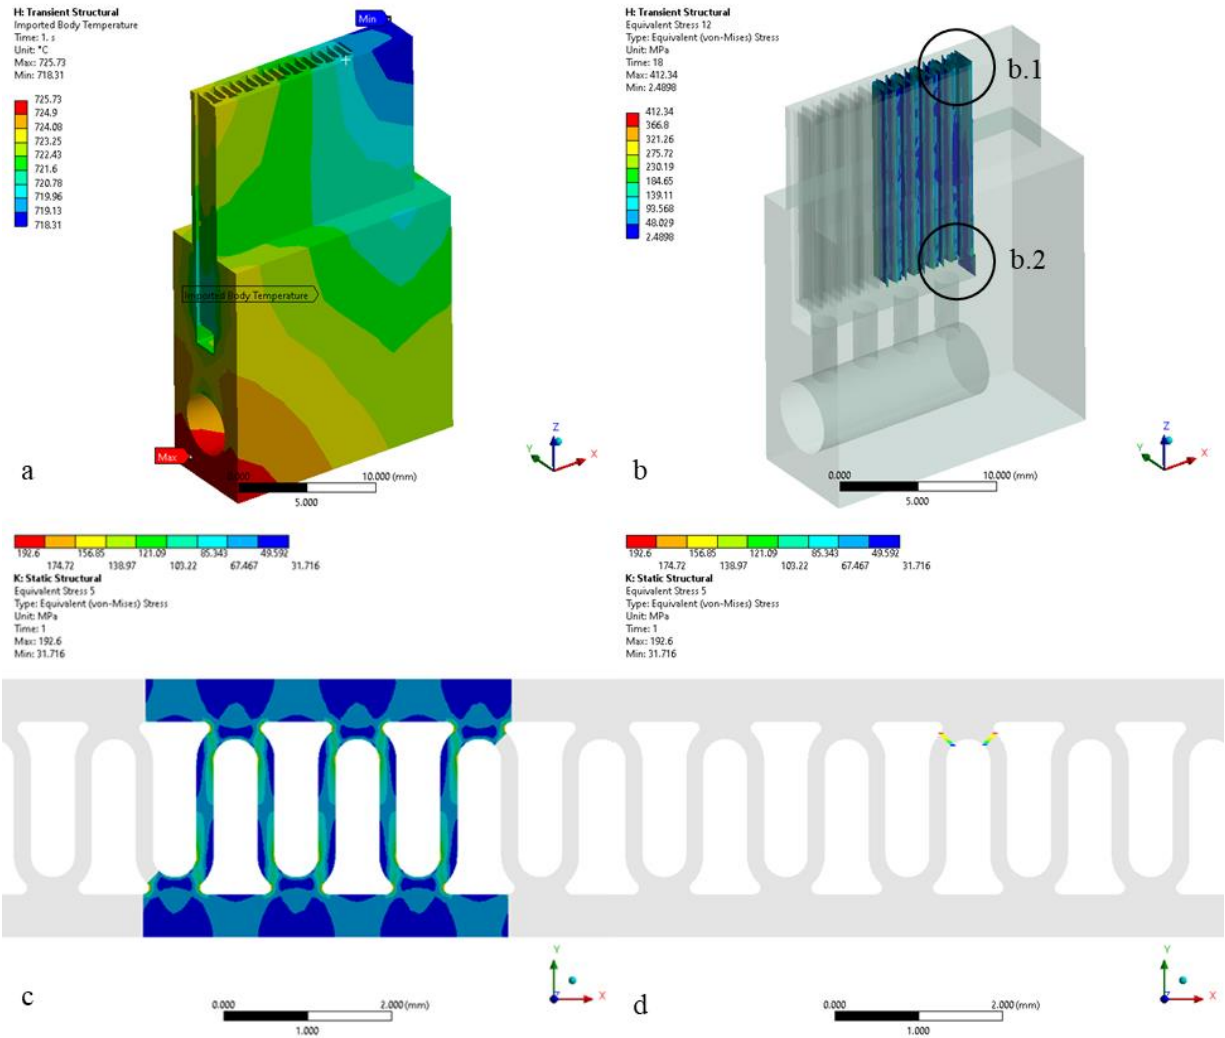 H: Transient Structural
Imported Body Temperature
Time: 1. s
Unit: °C
Max: 725.73
Min: 718.31
725.73
724.9
724.08
723.25
722.43
721.6
720.78
719.96
719.13
718.31
Min
Imported Body Temperature
Max
Z
Y
X
0.000
10.000 (mm)
5.000
a
H: Transient Structural
Equivalent Stress 12
Type: Equivalent (von-Mises) Stress
Unit: MPa
Time: 18
Max: 412.34
Min: 2.4898
412.34
366.8
321.26
275.72
230.19
184.65
139.11
93.568
48.029
2.4898
b.1
b.2
Z
Y
X
0.000
10.000 (mm)
5.000
b
192.6
156.85
121.09
85.343
49.592
174.72
138.97
103.22
67.467
31.716
K: Static Structural
Equivalent Stress 5
Type: Equivalent (von-Mises) Stress
Unit: MPa
Time: 1
Max: 192.6
Min: 31.716
Y
Z
X
0.000
2.000 (mm)
1.000
c
192.6
156.85
121.09
85.343
49.592
174.72
138.97
103.22
67.467
31.716
K: Static Structural
Equivalent Stress 5
Type: Equivalent (von-Mises) Stress
Unit: MPa
Time: 1
Max: 192.6
Min: 31.716
Y
Z
X
0.000
2.000 (mm)
1.000
d